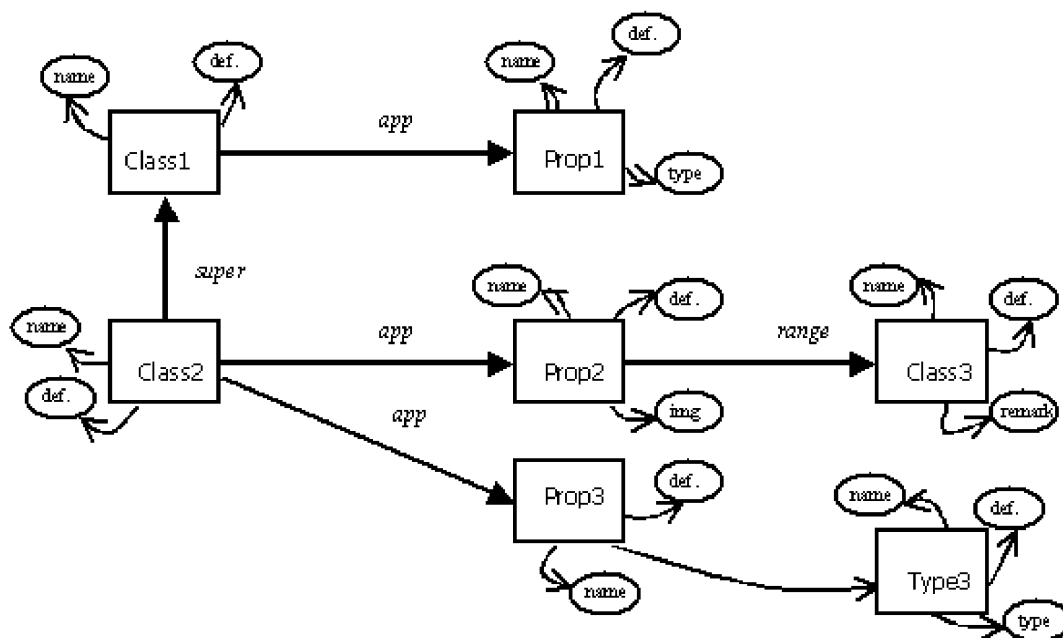 def.
def.
name
name
app
Class1
Prop1
type
super
name
name
def.
def.
name
app
range
Class2
Prop2
Class3
def.
app
img
remark
Prop3
def.
name
def.
Type3
name
type